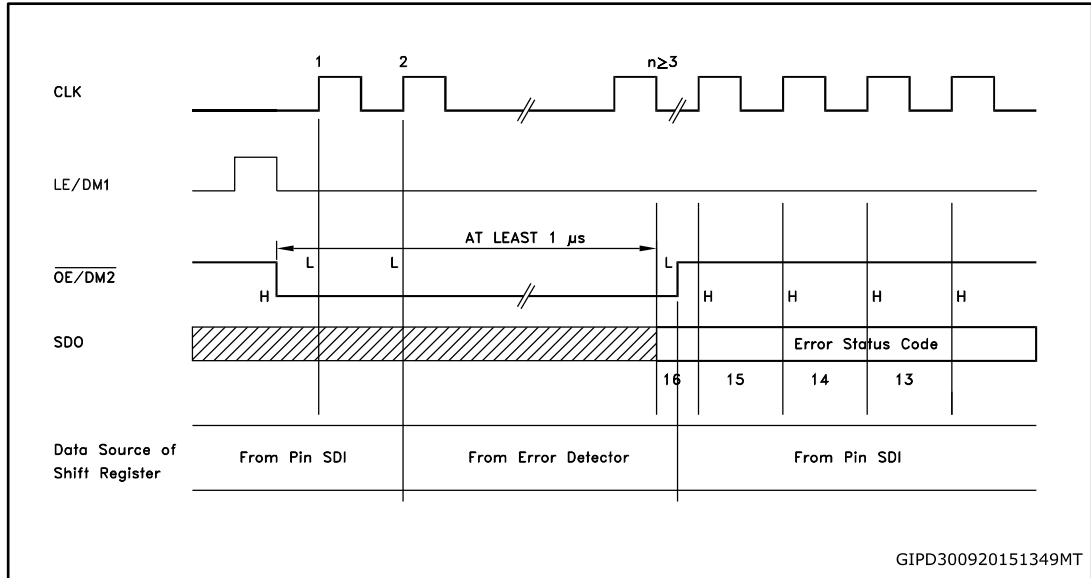 1 2 n≥3
CLK
LE/DM1
AT LEAST 1 μs
OE/DM2
L L L
H H H H H
SDO
Error Status Code
16 15 14 13
Data Source of
Shift Register
From Pin SDI From Error Detector From Pin SDI
GIPD300920151349MT